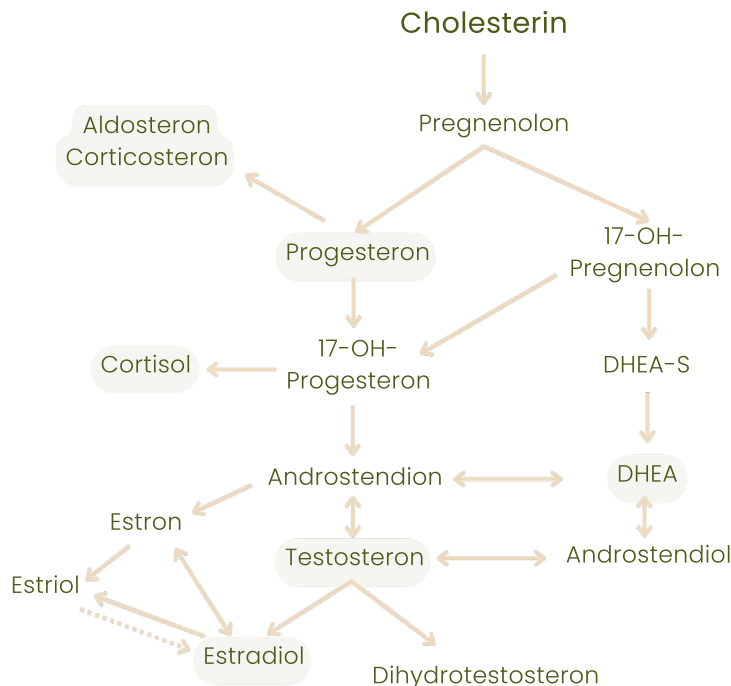 Cholesterin
Pregnenolon
Aldosteron
Corticosteron
Progesteron
17-OH-
Pregnenolon
17-OH-
Progesteron
Cortisol
DHEA-S
Androstendion
DHEA
Estron
Testosteron
Androstendiol
Estriol
Estradiol
Dihydrotestosteron